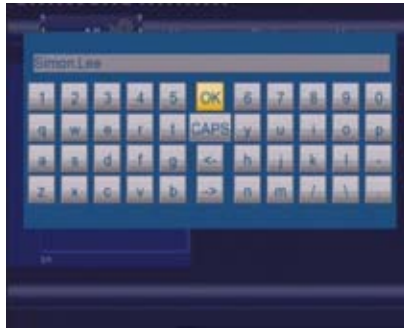 Simon.Lee
1 2 3 4 5 OK 6 7 8 9 0
q w e r t CAPS y u i o p
a s d f g <- h j k l -
z x c v b -> n m / \